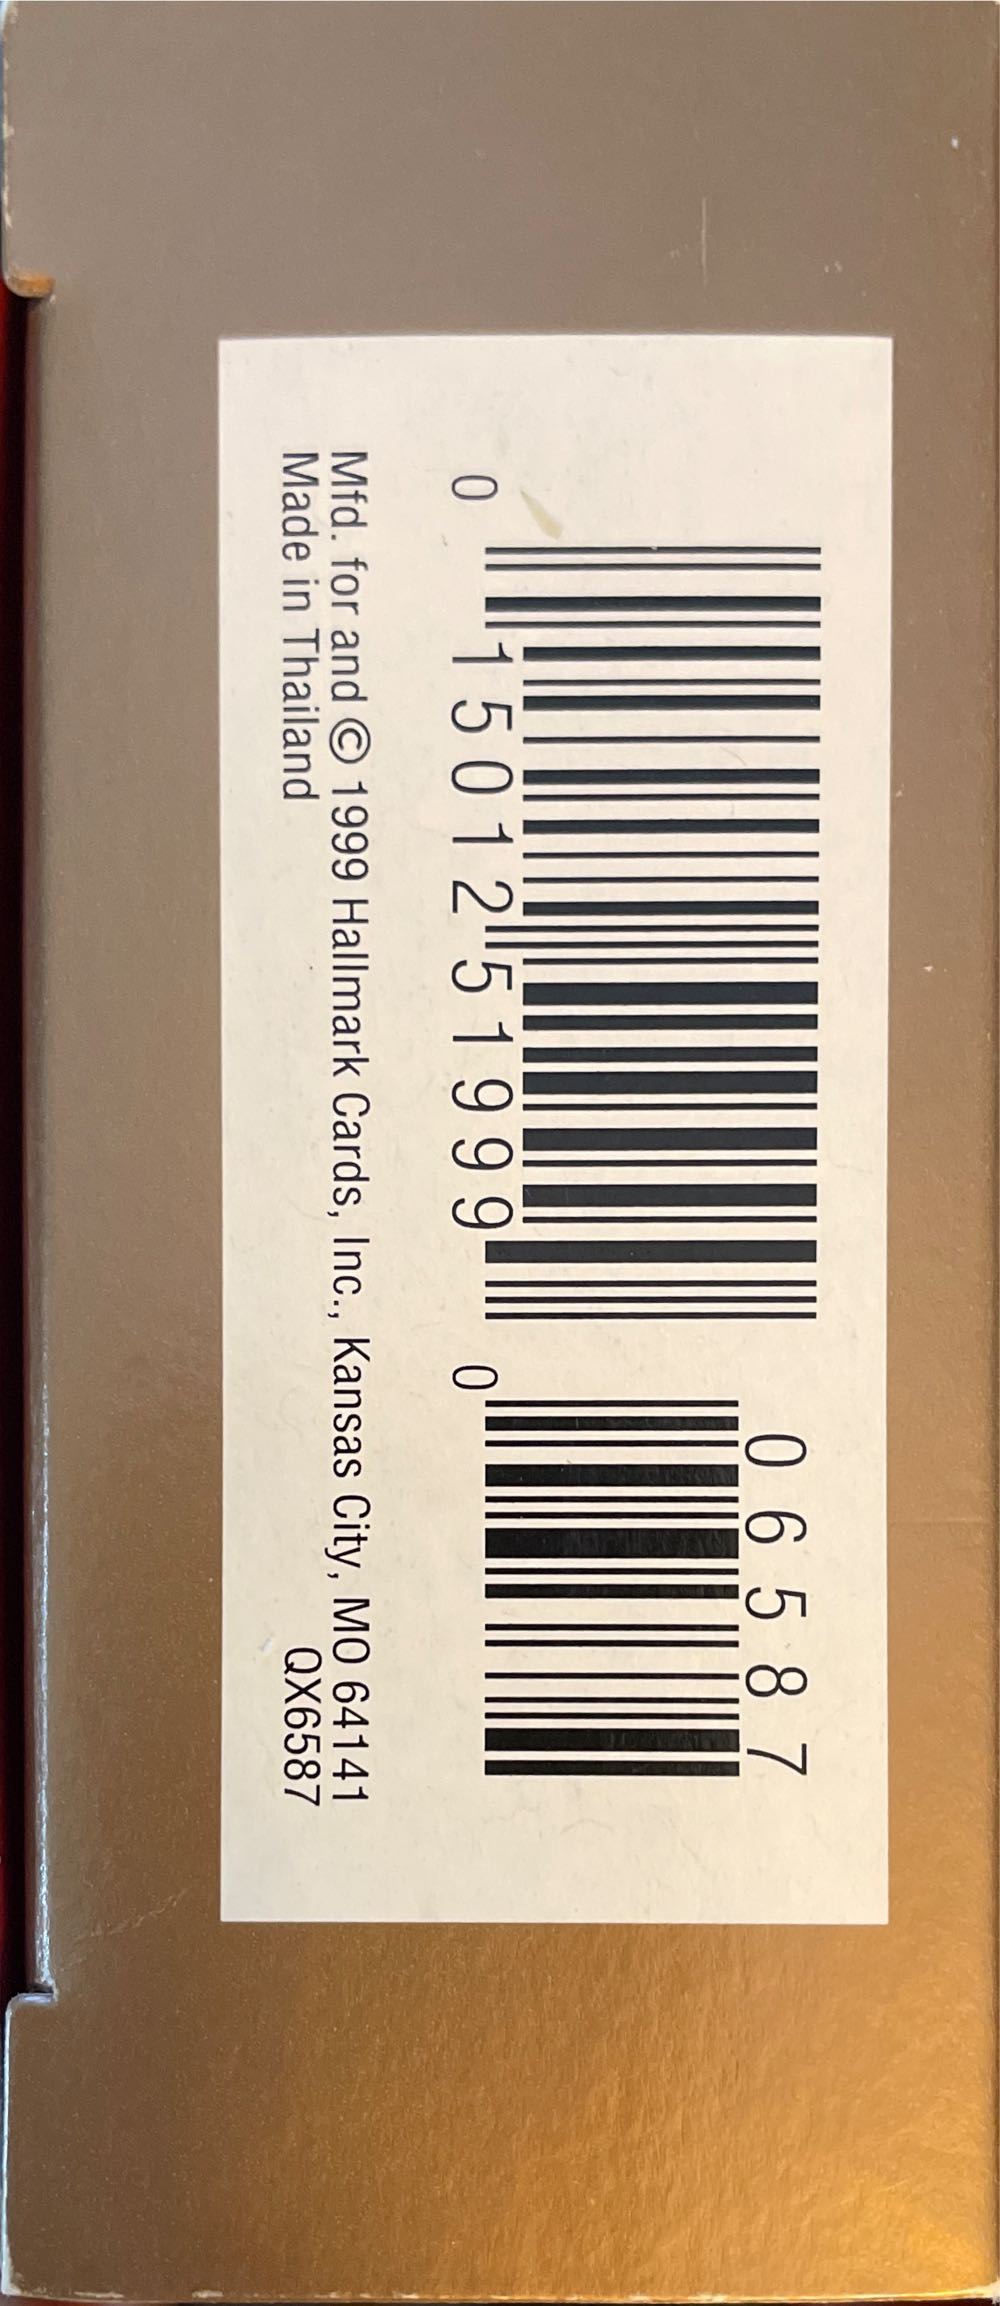 0 15012 51999 0
06587
Mfd. for and © 1999 Hallmark Cards, Inc., Kansas City, MO 64141
Made in Thailand QX6587